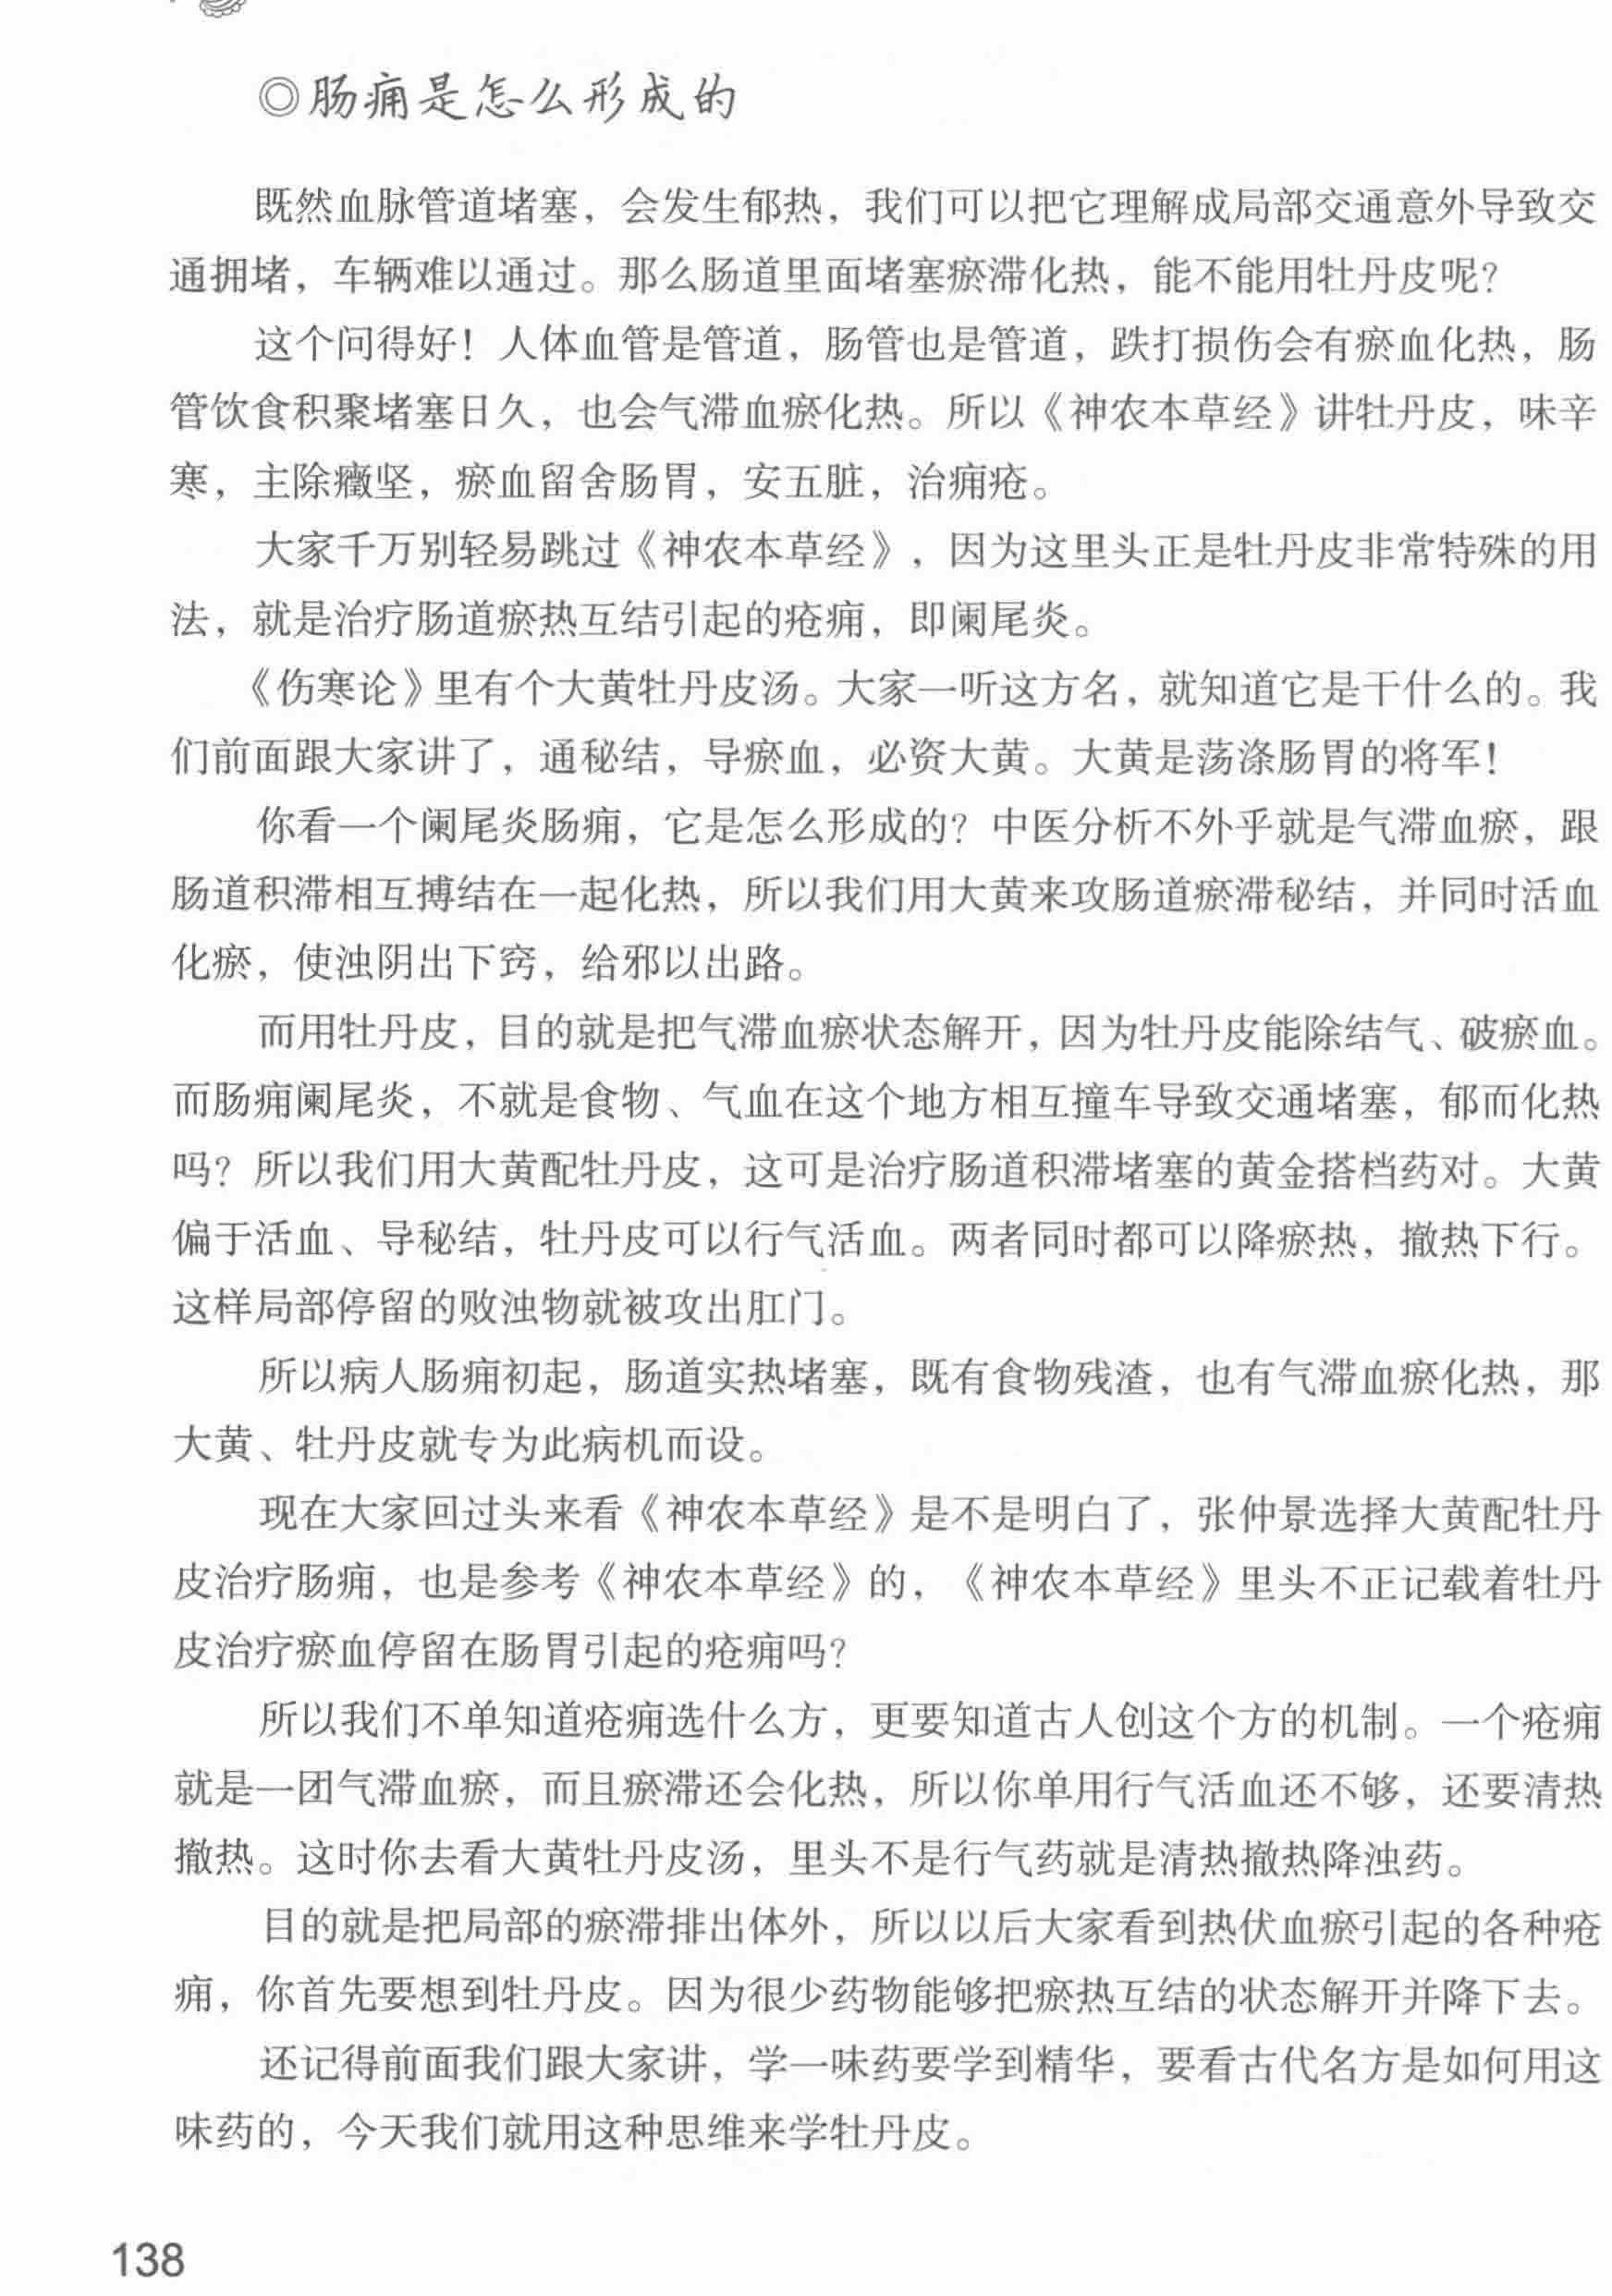 ◎肠痈是怎么形成的
既然血脉管道堵塞，会发生郁热，我们可以把它理解成局部交通意外导致交
通拥堵，车辆难以通过。那么肠道里面堵塞瘀滞化热，能不能用牡丹皮呢？
这个问得好！人体血管是管道，肠管也是管道，跌打损伤会有瘀血化热，肠
管饮食积聚堵塞日久，也会气滞血瘀化热。所以《神农本草经》讲牡丹皮，味辛
寒，主除癥坚，瘀血留舍肠胃，安五脏，治痈疮。
大家千万别轻易跳过《神农本草经》，因为这里头正是牡丹皮非常特殊的用
法，就是治疗肠道瘀热互结引起的疮痈，即阑尾炎。
《伤寒论》里有个大黄牡丹皮汤。大家一听这方名，就知道它是干什么的。我
们前面跟大家讲了，通秘结，导瘀血，必资大黄。大黄是荡涤肠胃的将军！
你看一个阑尾炎肠痈，它是怎么形成的？中医分析不外乎就是气滞血瘀，跟
肠道积滞相互搏结在一起化热，所以我们用大黄来攻肠道瘀滞秘结，并同时活血
化瘀，使浊阴出下窍，给邪以出路。
而用牡丹皮，目的就是把气滞血瘀状态解开，因为牡丹皮能除结气、破瘀血。
而肠痈阑尾炎，不就是食物、气血在这个地方相互撞车导致交通堵塞，郁而化热
吗？所以我们用大黄配牡丹皮，这可是治疗肠道积滞堵塞的黄金搭档药对。大黄
偏于活血、导秘结，牡丹皮可以行气活血。两者同时都可以降瘀热，撤热下行。
这样局部停留的败浊物就被攻出肛门。
所以病人肠痈初起，肠道实热堵塞，既有食物残渣，也有气滞血瘀化热，那
大黄、牡丹皮就专为此病机而设。
现在大家回过头来看《神农本草经》是不是明白了，张仲景选择大黄配牡丹
皮治疗肠痈，也是参考《神农本草经》的，《神农本草经》里头不正记载着牡丹
皮治疗瘀血停留在肠胃引起的疮痈吗？
所以我们不单知道疮痈选什么方，更要知道古人创这个方的机制。一个疮痈
就是一团气滞血瘀，而且瘀滞还会化热，所以你单用行气活血还不够，还要清热
撤热。这时你去看大黄牡丹皮汤，里头不是行气药就是清热撤热降浊药。
目的就是把局部的瘀滞排出体外，所以以后大家看到热伏血瘀引起的各种疮
痈，你首先要想到牡丹皮。因为很少药物能够把瘀热互结的状态解开并降下去。
还记得前面我们跟大家讲，学一味药要学到精华，要看古代名方是如何用这
味药的，今天我们就用这种思维来学牡丹皮。
138